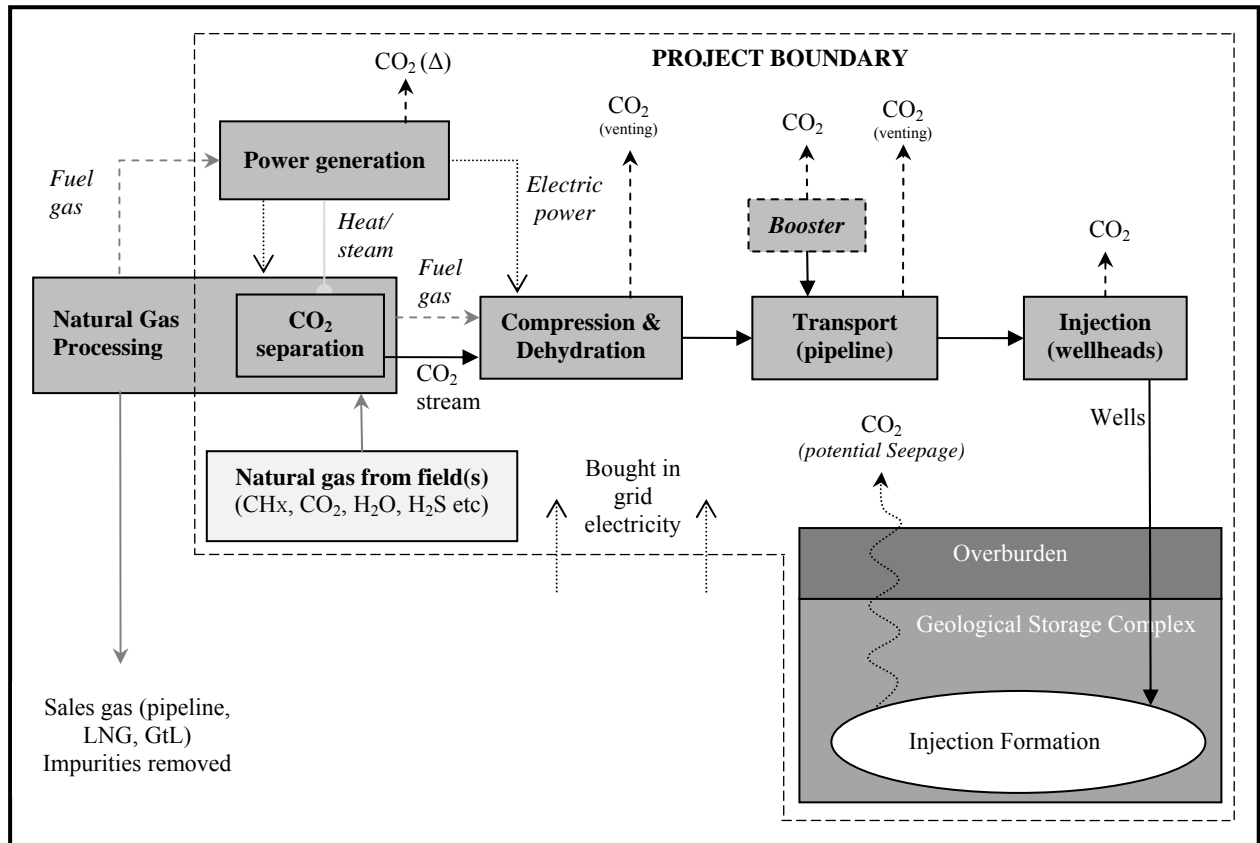 PROJECT BOUNDARY
CO₂ (Δ)
CO₂
(venting)
CO₂
CO₂
(venting)
Power generation
Fuel
gas
Electric
power
Heat/
steam
Booster
CO₂
Fuel
gas
Natural Gas
Processing
CO₂
separation
Compression &
Dehydration
Transport
(pipeline)
Injection
(wellheads)
CO₂
stream
Wells
CO₂
(potential Seepage)
Natural gas from field(s)
(CHx, CO₂, H₂O, H₂S etc)
Bought in
grid
electricity
Overburden
Geological Storage Complex
Sales gas (pipeline,
LNG, GtL)
Impurities removed
Injection Formation